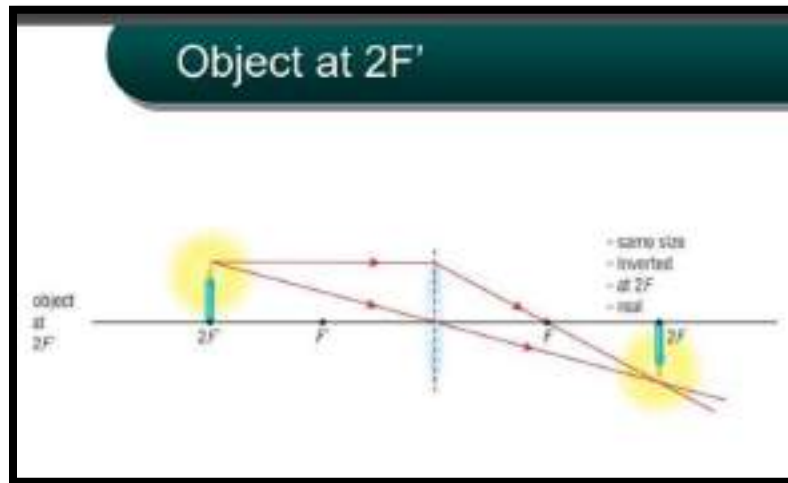 Object at 2F’
- same size
- inverted
- at 2F
- real
object
at
2F'
2F'
F'
F
2F